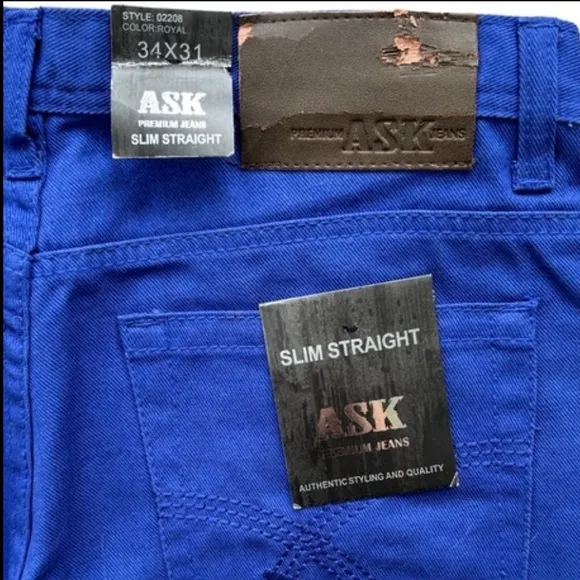 STYLE: 02208
COLOR: ROYAL
34X31
ASK
PREMIUM JEANS
SLIM STRAIGHT
PREMIUM ASK JEANS
SLIM STRAIGHT
ASK
PREMIUM JEANS
AUTHENTIC STYLING AND QUALITY